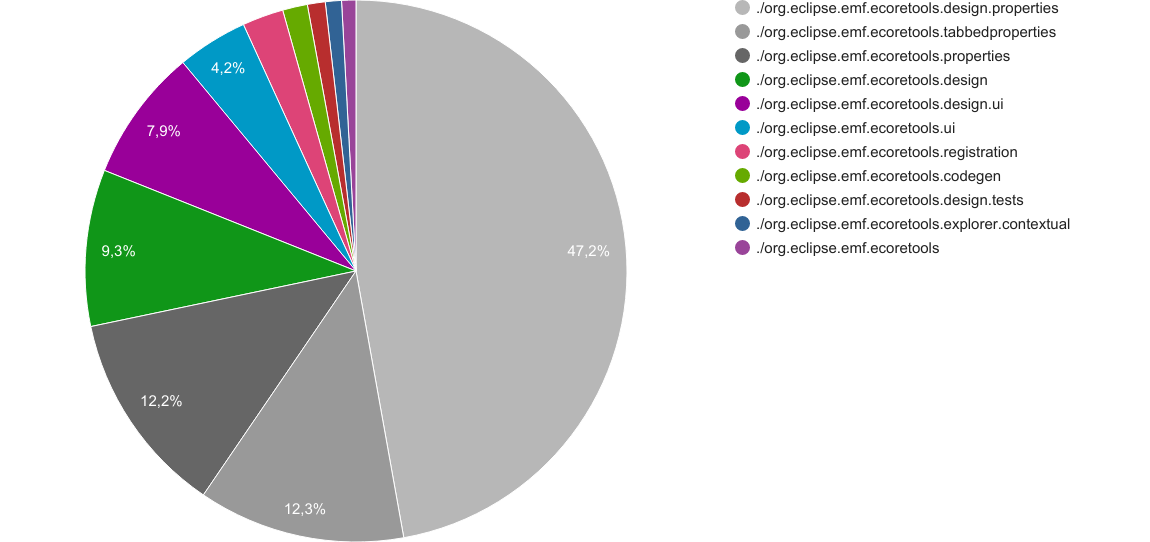 ./org.eclipse.emf.ecoretools.design.properties
./org.eclipse.emf.ecoretools.tabbedproperties
./org.eclipse.emf.ecoretools.properties
./org.eclipse.emf.ecoretools.design
./org.eclipse.emf.ecoretools.design.ui
./org.eclipse.emf.ecoretools.ui
./org.eclipse.emf.ecoretools.registration
./org.eclipse.emf.ecoretools.codegen
./org.eclipse.emf.ecoretools.design.tests
./org.eclipse.emf.ecoretools.explorer.contextual
./org.eclipse.emf.ecoretools
4,2%
7,9%
9,3%
47,2%
12,2%
12,3%